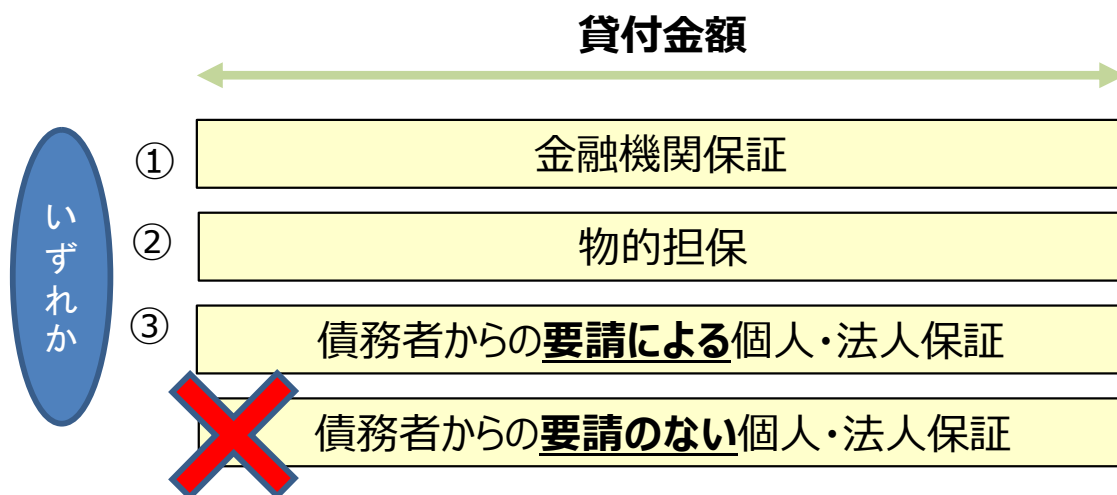 貸付金額
いずれか
① 金融機関保証
② 物的担保
③ 債務者からの要請による個人・法人保証
債務者からの要請のない個人・法人保証